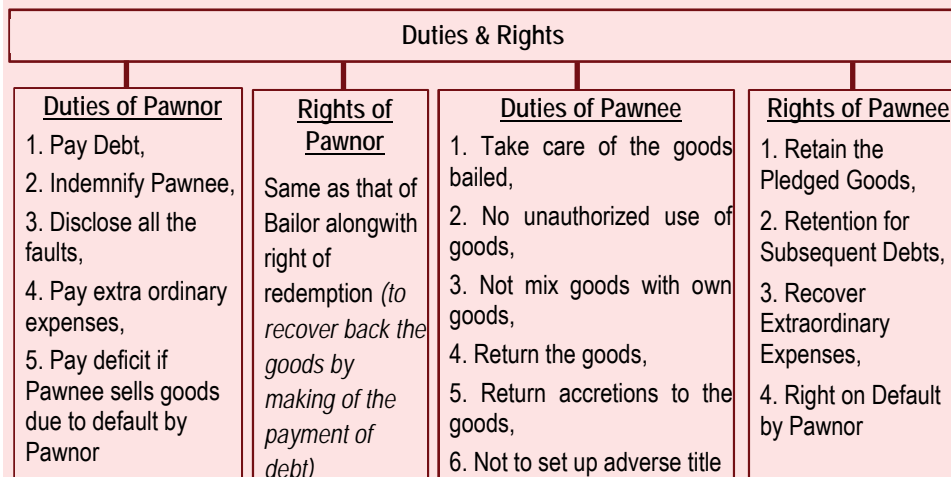 Duties & Rights
Duties of Pawnor
1. Pay Debt,
2. Indemnify Pawnee,
3. Disclose all the
faults,
4. Pay extra ordinary
expenses,
5. Pay deficit if
Pawnee sells goods
due to default by
Pawnor
Rights of
Pawnor
Same as that of
Bailor alongwith
right of
redemption (to
recover back the
goods by
making of the
payment of
debt)
Duties of Pawnee
1. Take care of the goods
bailed,
2. No unauthorized use of
goods,
3. Not mix goods with own
goods,
4. Return the goods,
5. Return accretions to the
goods,
6. Not to set up adverse title
Rights of Pawnee
1. Retain the
Pledged Goods,
2. Retention for
Subsequent Debts,
3. Recover
Extraordinary
Expenses,
4. Right on Default
by Pawnor